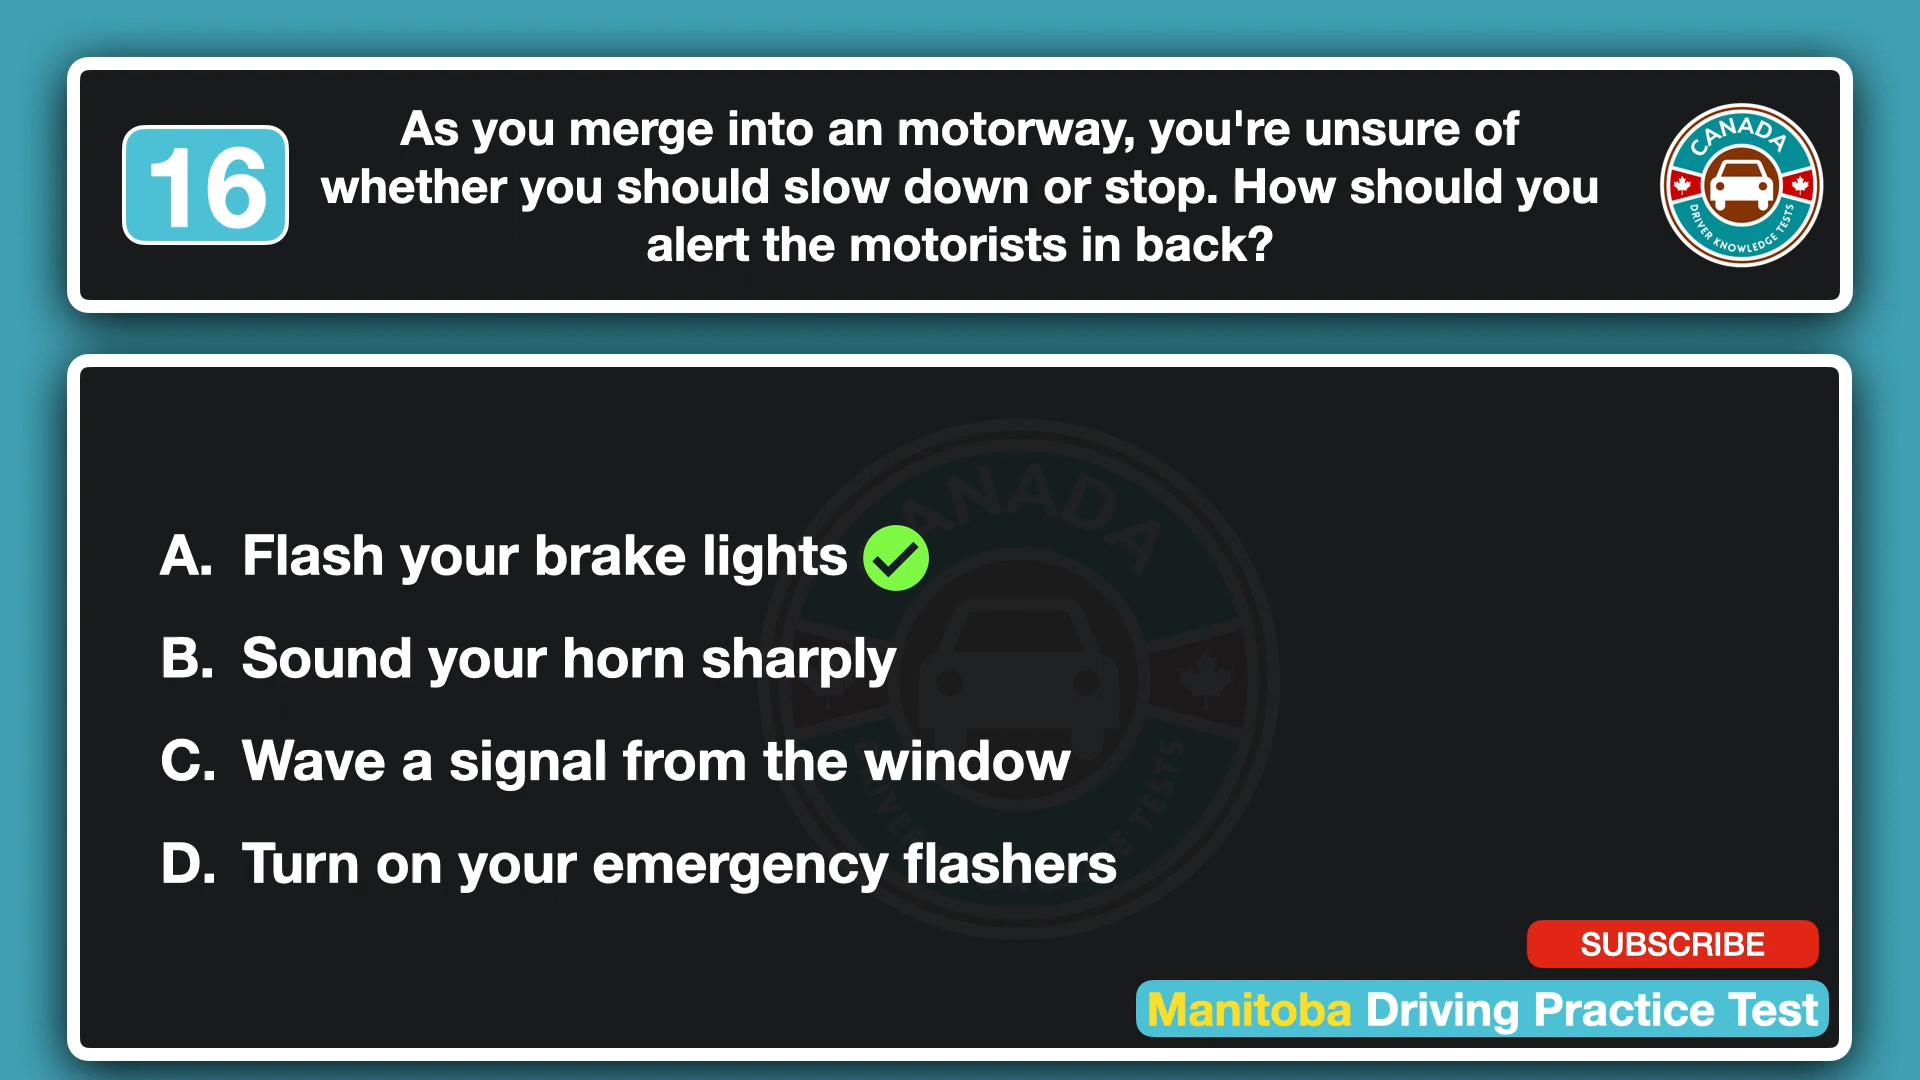 16
As you merge into an motorway, you're unsure of
whether you should slow down or stop. How should you
alert the motorists in back?
CANADA
DRIVER KNOWLEDGE TESTS
A. Flash your brake lights
B. Sound your horn sharply
C. Wave a signal from the window
D. Turn on your emergency flashers
CANADA
SUBSCRIBE
Manitoba Driving Practice Test